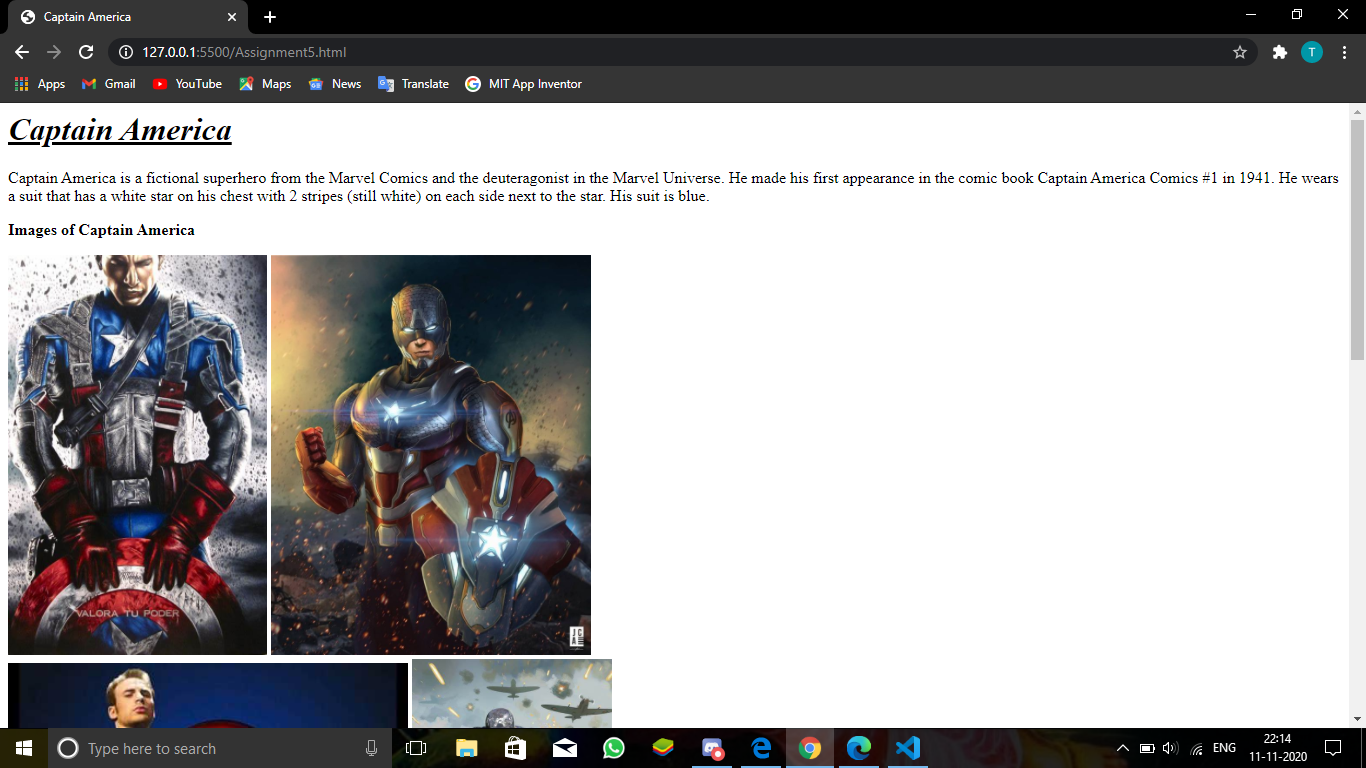 Captain America
127.0.0.1:5500/Assignment5.html
T
Apps Gmail YouTube Maps News Translate MIT App Inventor
Captain America
Captain America is a fictional superhero from the Marvel Comics and the deuteragonist in the Marvel Universe. He made his first appearance in the comic book Captain America Comics #1 in 1941. He wears
a suit that has a white star on his chest with 2 stripes (still white) on each side next to the star. His suit is blue.
Images of Captain America
VALORA TU PODER
Type here to search
ENG
22:14
11-11-2020